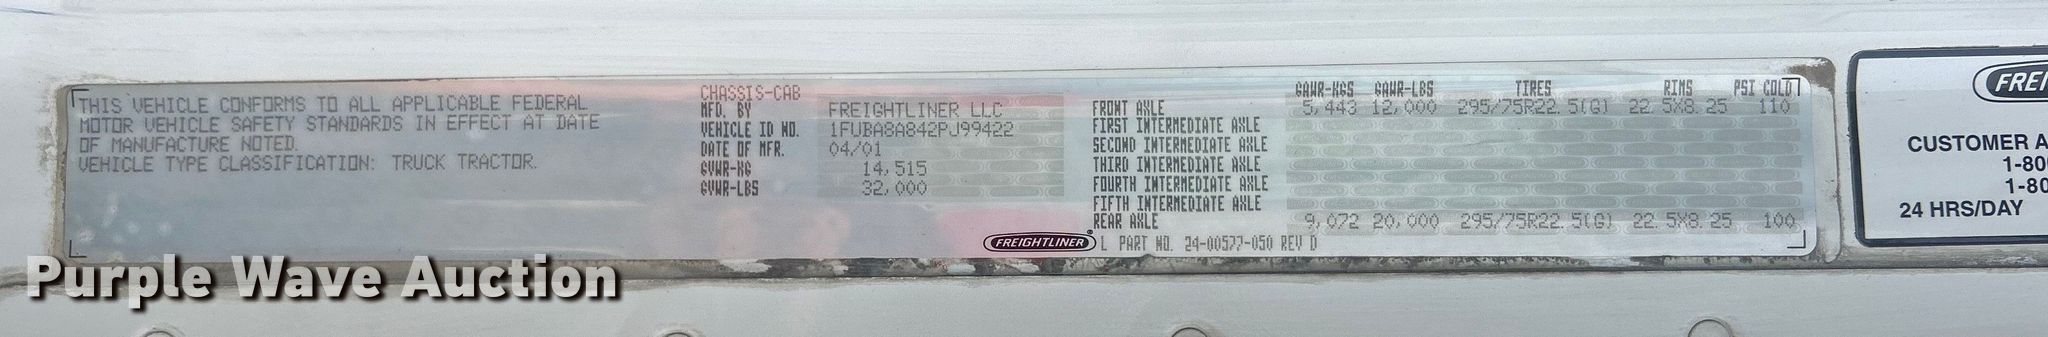 THIS VEHICLE CONFORMS TO ALL APPLICABLE FEDERAL
MOTOR VEHICLE SAFETY STANDARDS IN EFFECT AT DATE
OF MANUFACTURE NOTED.
VEHICLE TYPE CLASSIFICATION: TRUCK TRACTOR.
CHASSIS-CAB
MFD. BY FREIGHTLINER LLC
VEHICLE ID NO. 1FUBA8A842PJ99422
DATE OF MFR. 04/01
GVWR-KG 14,515
GVWR-LBS 32,000
GAWR-KGS GAWR-LBS TIRES RIMS PSI COLD
FRONT AXLE 5,443 12,000 295/75R22.5(G) 22.5X8.25 110
FIRST INTERMEDIATE AXLE
SECOND INTERMEDIATE AXLE
THIRD INTERMEDIATE AXLE
FOURTH INTERMEDIATE AXLE
FIFTH INTERMEDIATE AXLE
REAR AXLE 9,072 20,000 295/75R22.5(G) 22.5X8.25 100
FREIGHTLINER L PART NO. 24-00577-050 REV D
FREI
CUSTOMER A
1-80
1-80
24 HRS/DAY
Purple Wave Auction